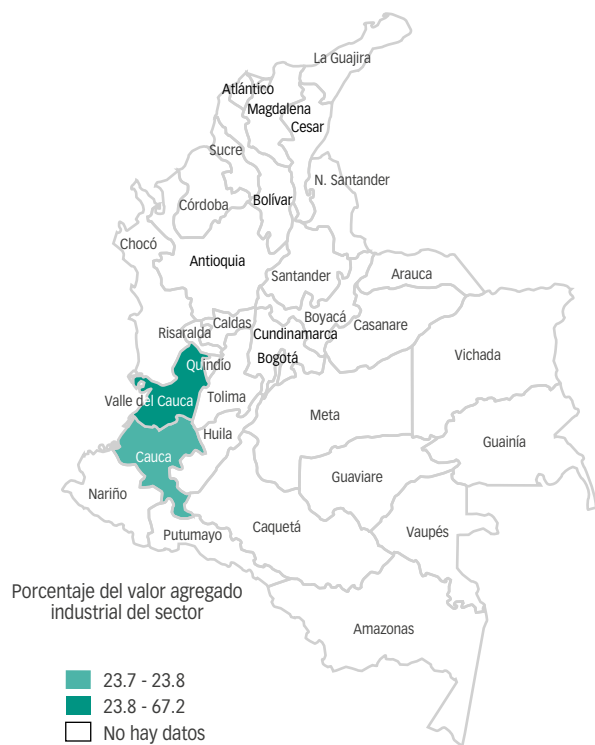 La Guajira
Atlántico
Magdalena
Cesar
Sucre
N. Santander
Bolívar
Córdoba
Chocó
Antioquia
Santander
Arauca
Boyacá
Caldas
Casanare
Risaralda
Cundinamarca
Vichada
Bogotá
Quindío
Tolima
Valle del Cauca
Meta
Huila
Guainía
Cauca
Guaviare
Nariño
Caquetá
Vaupés
Putumayo
Porcentaje del valor agregado
industrial del sector
Amazonas
23.7 - 23.8
23.8 - 67.2
No hay datos